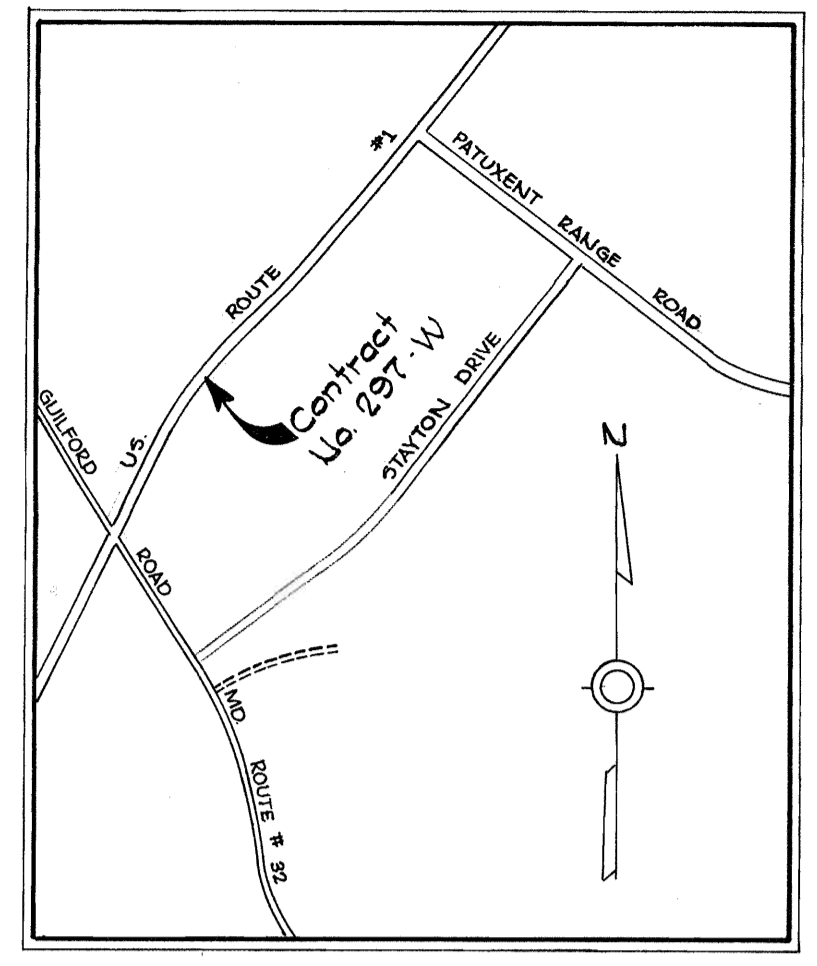 #1
PATUXENT RANGE ROAD
U.S. ROUTE
Contract
No. 297-W
STAYTON DRIVE
GUILFORD ROAD
N
MD. ROUTE # 32